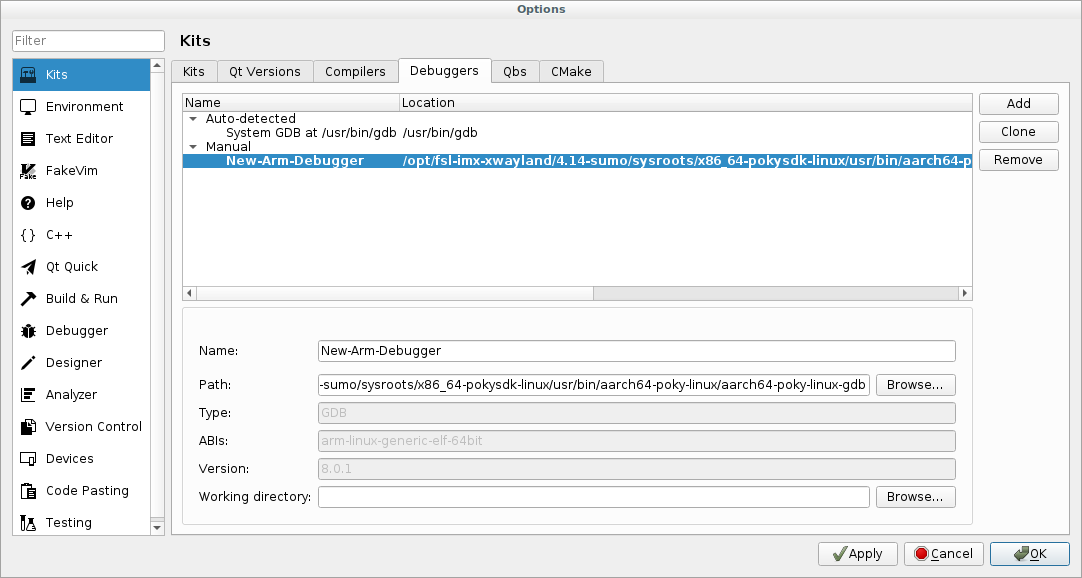 Options
Filter
Kits
Environment
Text Editor
FakeVim
Help
C++
Qt Quick
Build & Run
Debugger
Designer
Analyzer
Version Control
Devices
Code Pasting
Testing
Kits
Kits Qt Versions Compilers Debuggers Qbs CMake
Name Location
Auto-detected
System GDB at /usr/bin/gdb /usr/bin/gdb
Manual
New-Arm-Debugger /opt/fsl-imx-xwayland/4.14-sumo/sysroots/x86_64-pokysdk-linux/usr/bin/aarch64-p
Add
Clone
Remove
Name: New-Arm-Debugger
Path: -sumo/sysroots/x86_64-pokysdk-linux/usr/bin/aarch64-poky-linux/aarch64-poky-linux-gdb Browse...
Type: GDB
ABIs: arm-linux-generic-elf-64bit
Version: 8.0.1
Working directory: Browse...
Apply Cancel OK